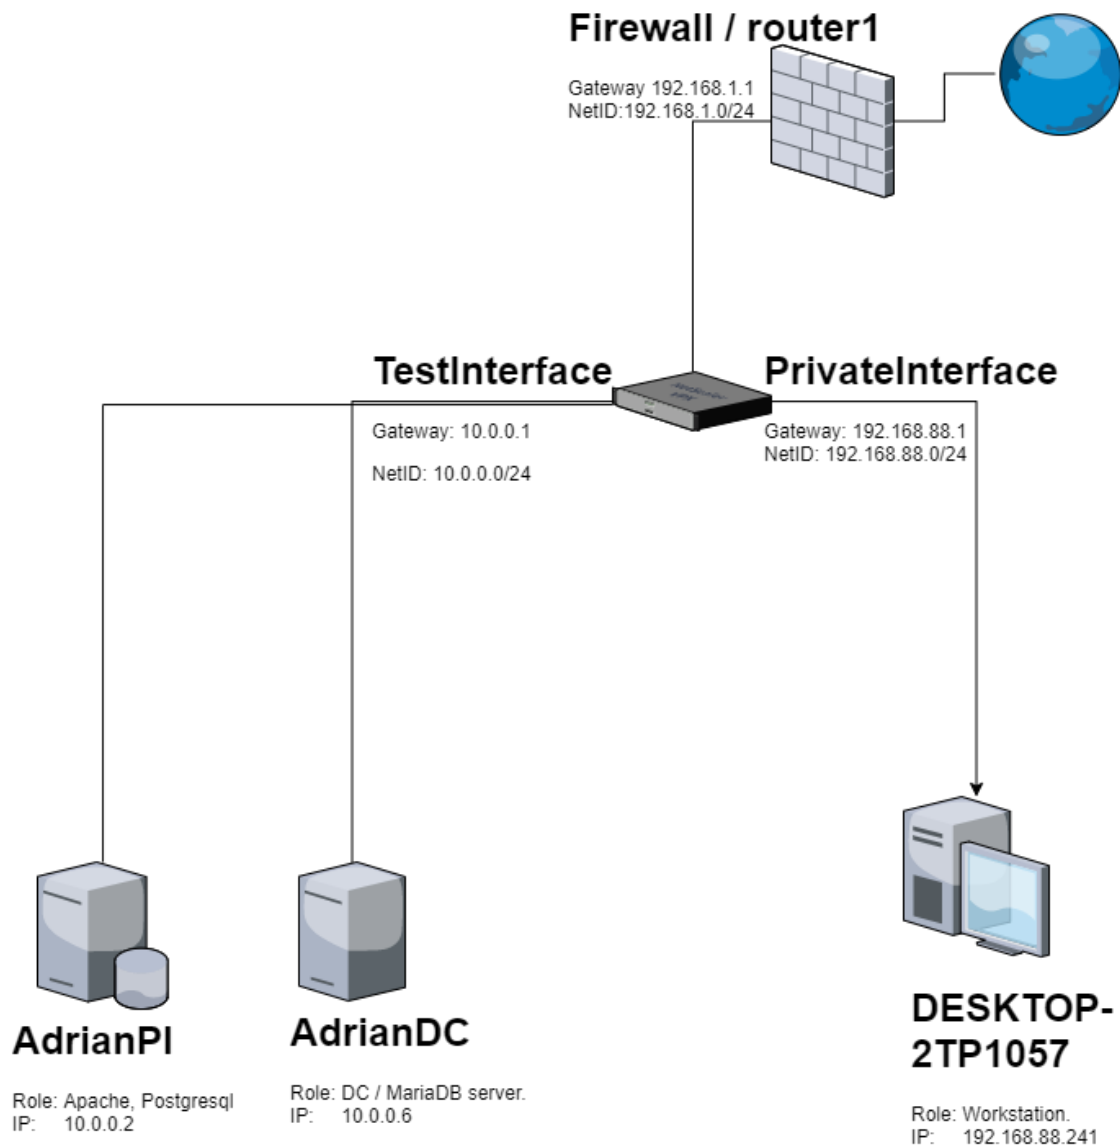 Firewall / router1
Gateway 192.168.1.1
NetID:192.168.1.0/24
TestInterface
PrivateInterface
Gateway: 10.0.0.1
NetID: 10.0.0.0/24
Gateway: 192.168.88.1
NetID: 192.168.88.0/24
AdrianPI
Role: Apache, Postgresql
IP: 10.0.0.2
AdrianDC
Role: DC / MariaDB server.
IP: 10.0.0.6
DESKTOP-
2TP1057
Role: Workstation.
IP: 192.168.88.241